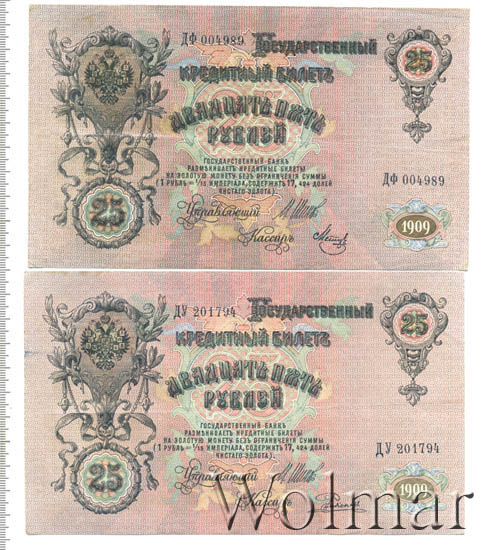 ДФ 004989 Государственный 25
кредитный билетъ
двадцать пять
рублей
государственный банкъ
размѣниваетъ кредитные билеты
на золотую монету безъ ограниченія суммы
(1 рубль = 1/15 имперіала, содержитъ 17,424 долей
чистаго золота).
ДФ 004989
25
Управляющій
Кассиръ
1909
ДУ 201794 Государственный 25
кредитный билетъ
двадцать пять
рублей
государственный банкъ
размѣниваетъ кредитные билеты
на золотую монету безъ ограниченія суммы
(1 рубль = 1/15 имперіала, содержитъ 17,424 долей
чистаго золота).
ДУ 201794
25
Управляющій
Кассиръ
1909
Wolmar